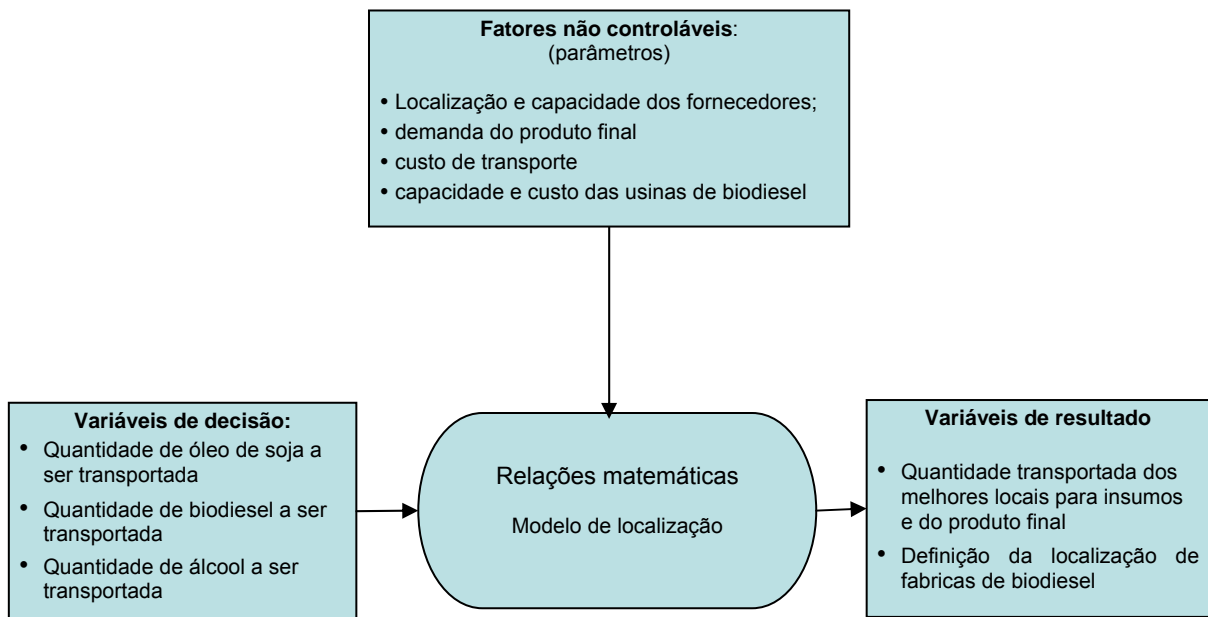 Fatores não controláveis:
(parâmetros)
• Localização e capacidade dos fornecedores;
• demanda do produto final
• custo de transporte
• capacidade e custo das usinas de biodiesel
Variáveis de decisão:
• Quantidade de óleo de soja a
ser transportada
• Quantidade de biodiesel a ser
transportada
• Quantidade de álcool a ser
transportada
Relações matemáticas
Modelo de localização
Variáveis de resultado
• Quantidade transportada dos
melhores locais para insumos
e do produto final
• Definição da localização de
fabricas de biodiesel